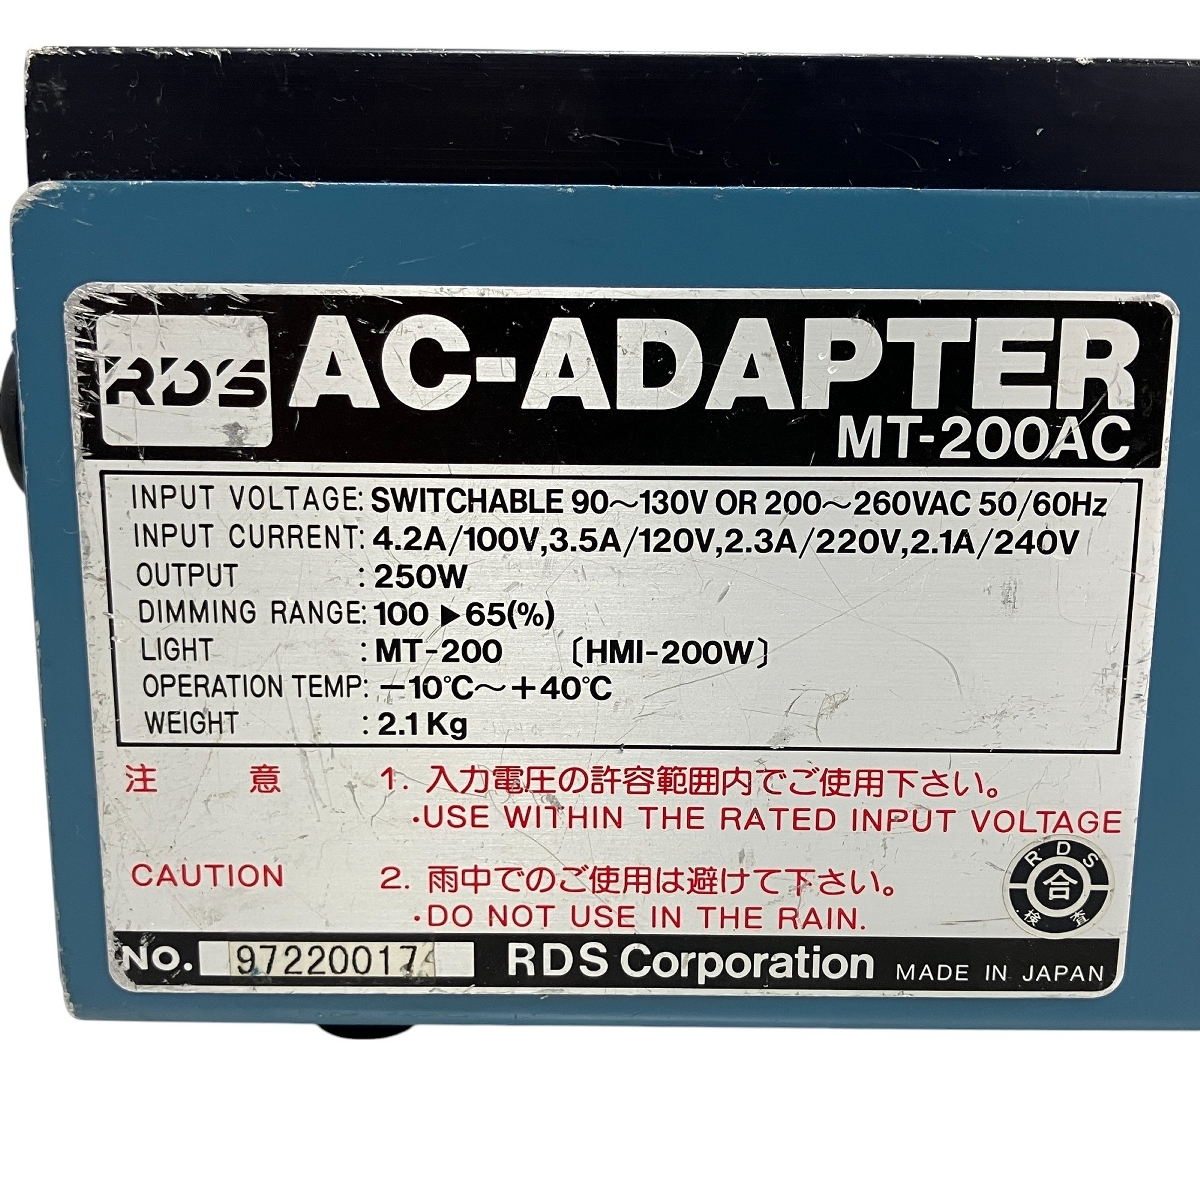 RDS AC-ADAPTER
MT-200AC
INPUT VOLTAGE: SWITCHABLE 90～130V OR 200～260VAC 50/60Hz
INPUT CURRENT: 4.2A/100V,3.5A/120V,2.3A/220V,2.1A/240V
OUTPUT : 250W
DIMMING RANGE: 100 ▶ 65(%)
LIGHT : MT-200 〔HMI-200W〕
OPERATION TEMP: －10℃～＋40℃
WEIGHT : 2.1Kg
注 意 1. 入力電圧の許容範囲内でご使用下さい。
・USE WITHIN THE RATED INPUT VOLTAGE
CAUTION 2. 雨中でのご使用は避けて下さい。
・DO NOT USE IN THE RAIN.
RDS
合
検査
NO. 97220017 RDS Corporation MADE IN JAPAN